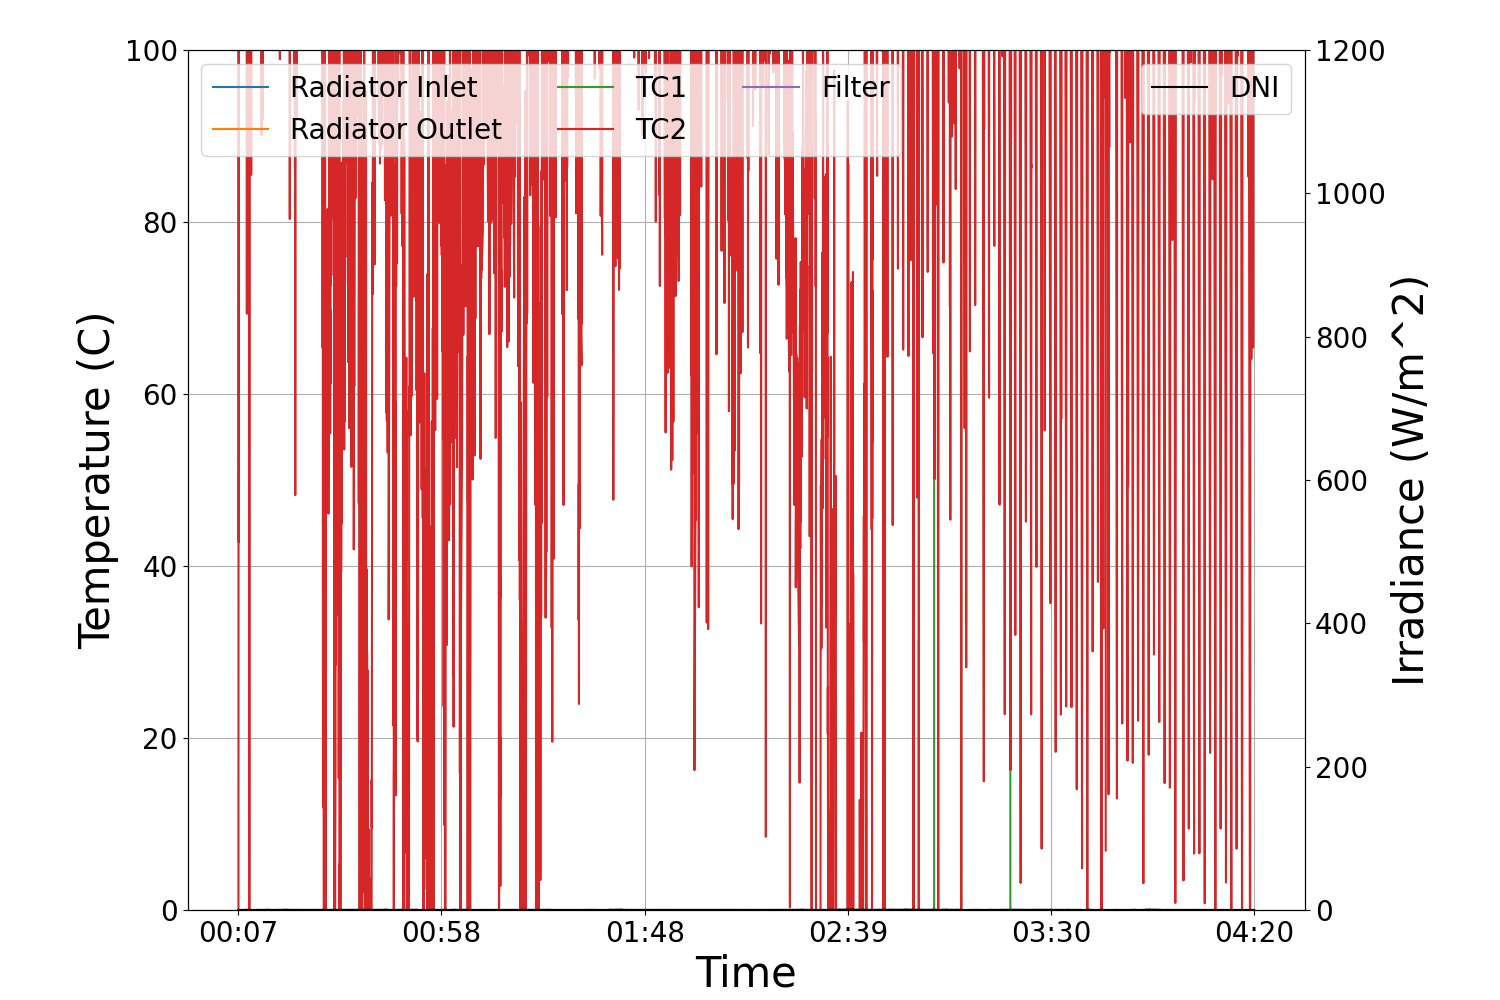 Radiator Inlet
Radiator Outlet
TC1
TC2
Filter
DNI
Temperature (C)
100
80
60
40
20
0
Irradiance (W/m^2)
1200
1000
800
600
400
200
0
00:07 00:58 01:48 02:39 03:30 04:20
Time